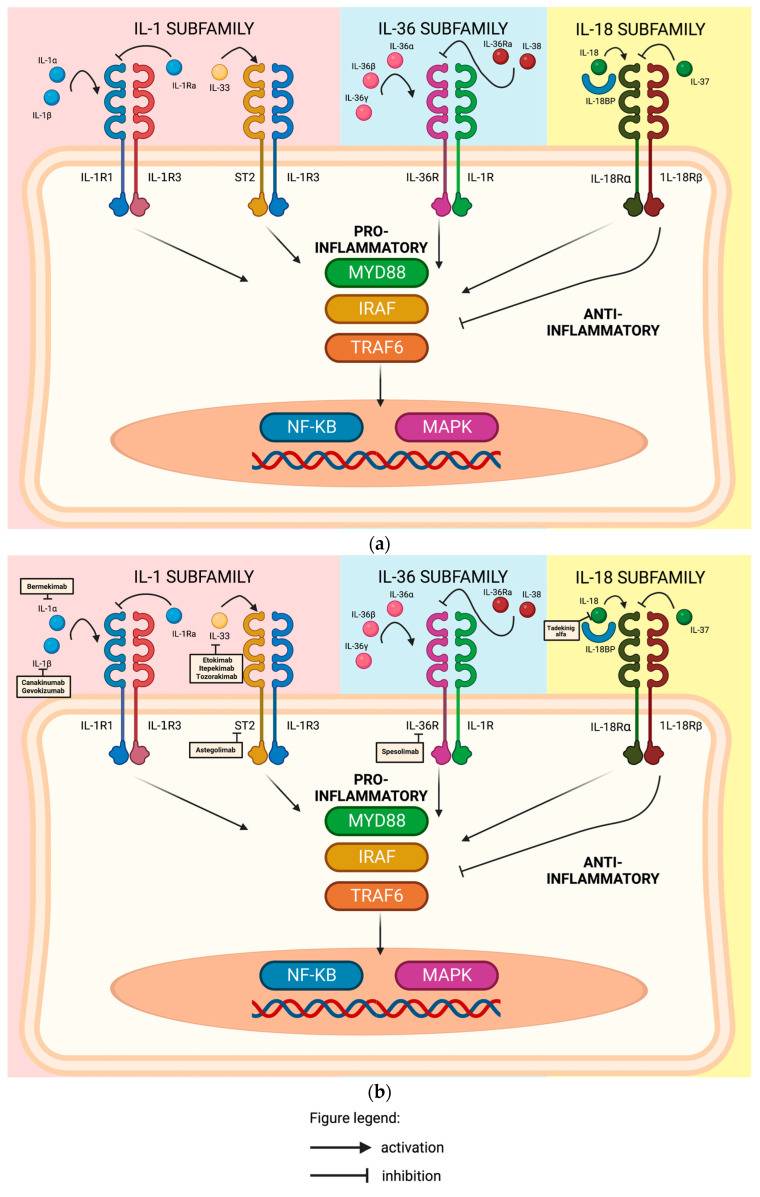 IL-1 SUBFAMILY
IL-36 SUBFAMILY
IL-18 SUBFAMILY
IL-1α
IL-1β
IL-1Ra
IL-33
IL-36α
IL-36β
IL-36γ
IL-36Ra
IL-38
IL-18
IL-18BP
IL-37
IL-1R1
IL-1R3
ST2
IL-1R3
IL-36R
IL-1R
IL-18Rα
1L-18Rβ
PRO-
INFLAMMATORY
MYD88
IRAF
TRAF6
ANTI-
INFLAMMATORY
NF-KB
MAPK
(a)
IL-1 SUBFAMILY
IL-36 SUBFAMILY
IL-18 SUBFAMILY
Bermekimab
IL-1α
IL-1β
Canakinumab
Gevokizumab
IL-1Ra
IL-33
Etokimab
Itepekimab
Tozorakimab
IL-36α
IL-36β
IL-36γ
IL-36Ra
IL-38
IL-18
Tadekinig
alfa
IL-18BP
IL-37
IL-1R1
IL-1R3
ST2
IL-1R3
Astegolimab
IL-36R
IL-1R
Spesolimab
IL-18Rα
1L-18Rβ
PRO-
INFLAMMATORY
MYD88
IRAF
TRAF6
ANTI-
INFLAMMATORY
NF-KB
MAPK
(b)
Figure legend:
activation
inhibition